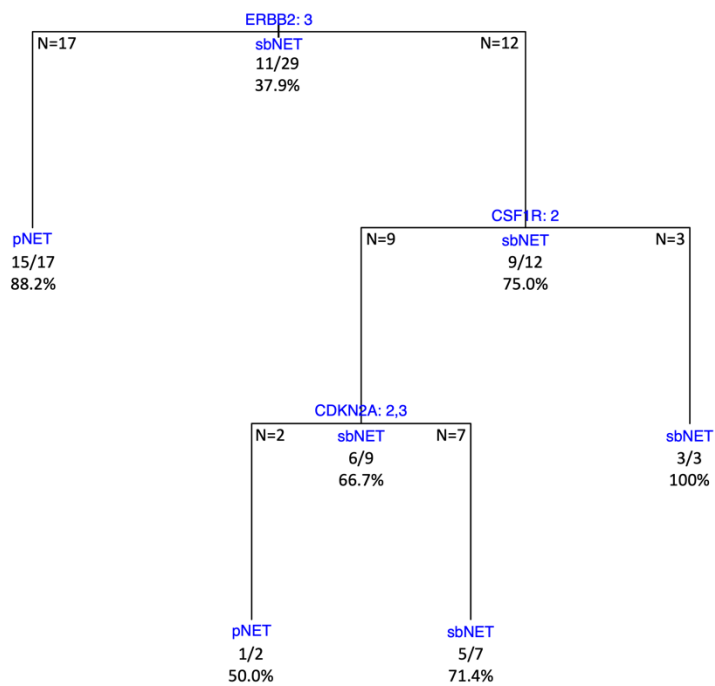 ERBB2: 3
N=17
sbNET
N=12
11/29
37.9%
CSF1R: 2
pNET
N=9
sbNET
N=3
15/17
9/12
88.2%
75.0%
CDKN2A: 2,3
N=2
sbNET
N=7
sbNET
6/9
3/3
66.7%
100%
pNET
sbNET
1/2
5/7
50.0%
71.4%